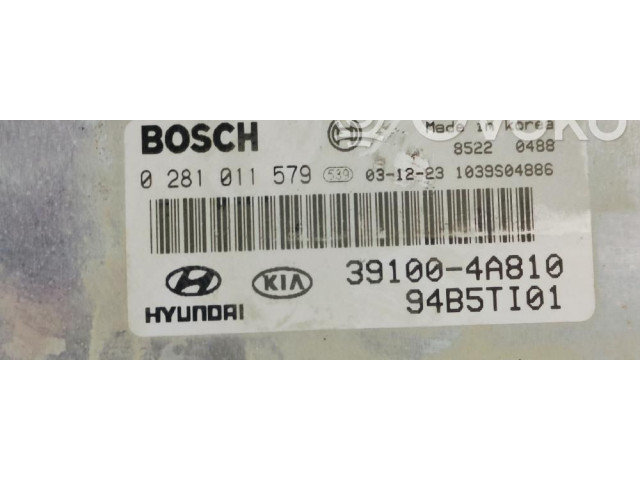 BOSCH
Made in Korea
8522 0488
0 281 011 579 589 03-12-23 1039S04886
39100-4A810
94B5TI01
HYUNDAI
KIA